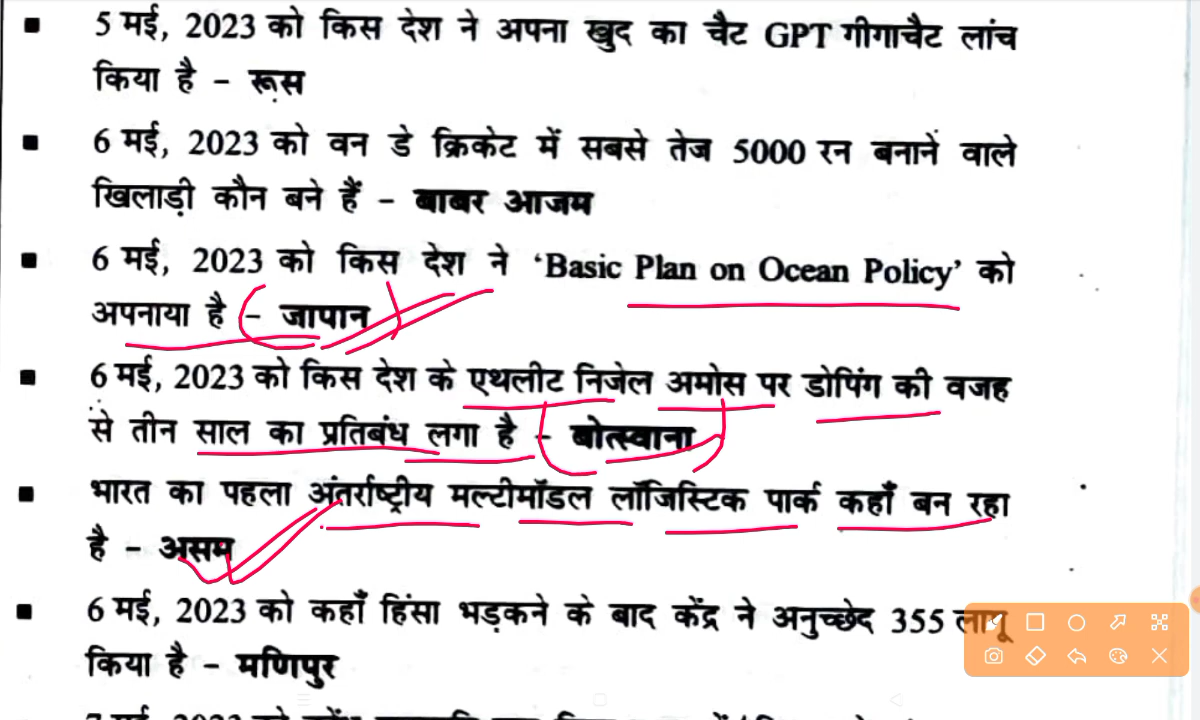 ▪ 5 मई, 2023 को किस देश ने अपना खुद का चैट GPT गीगाचैट लांच
किया है – रूस
▪ 6 मई, 2023 को वन डे क्रिकेट में सबसे तेज 5000 रन बनानें वाले
खिलाड़ी कौन बने हैं – बाबर आजम
▪ 6 मई, 2023 को किस देश ने ‘Basic Plan on Ocean Policy’ को
अपनाया है – जापान
▪ 6 मई, 2023 को किस देश के एथलीट निजेल अमोस पर डोपिंग की वजह
से तीन साल का प्रतिबंध लगा है – बोत्स्वाना
▪ भारत का पहला अंतर्राष्ट्रीय मल्टीमॉडल लॉजिस्टिक पार्क कहाँ बन रहा
है – असम
▪ 6 मई, 2023 को कहाँ हिंसा भड़कने के बाद केंद्र ने अनुच्छेद 355 लागू
किया है – मणिपुर